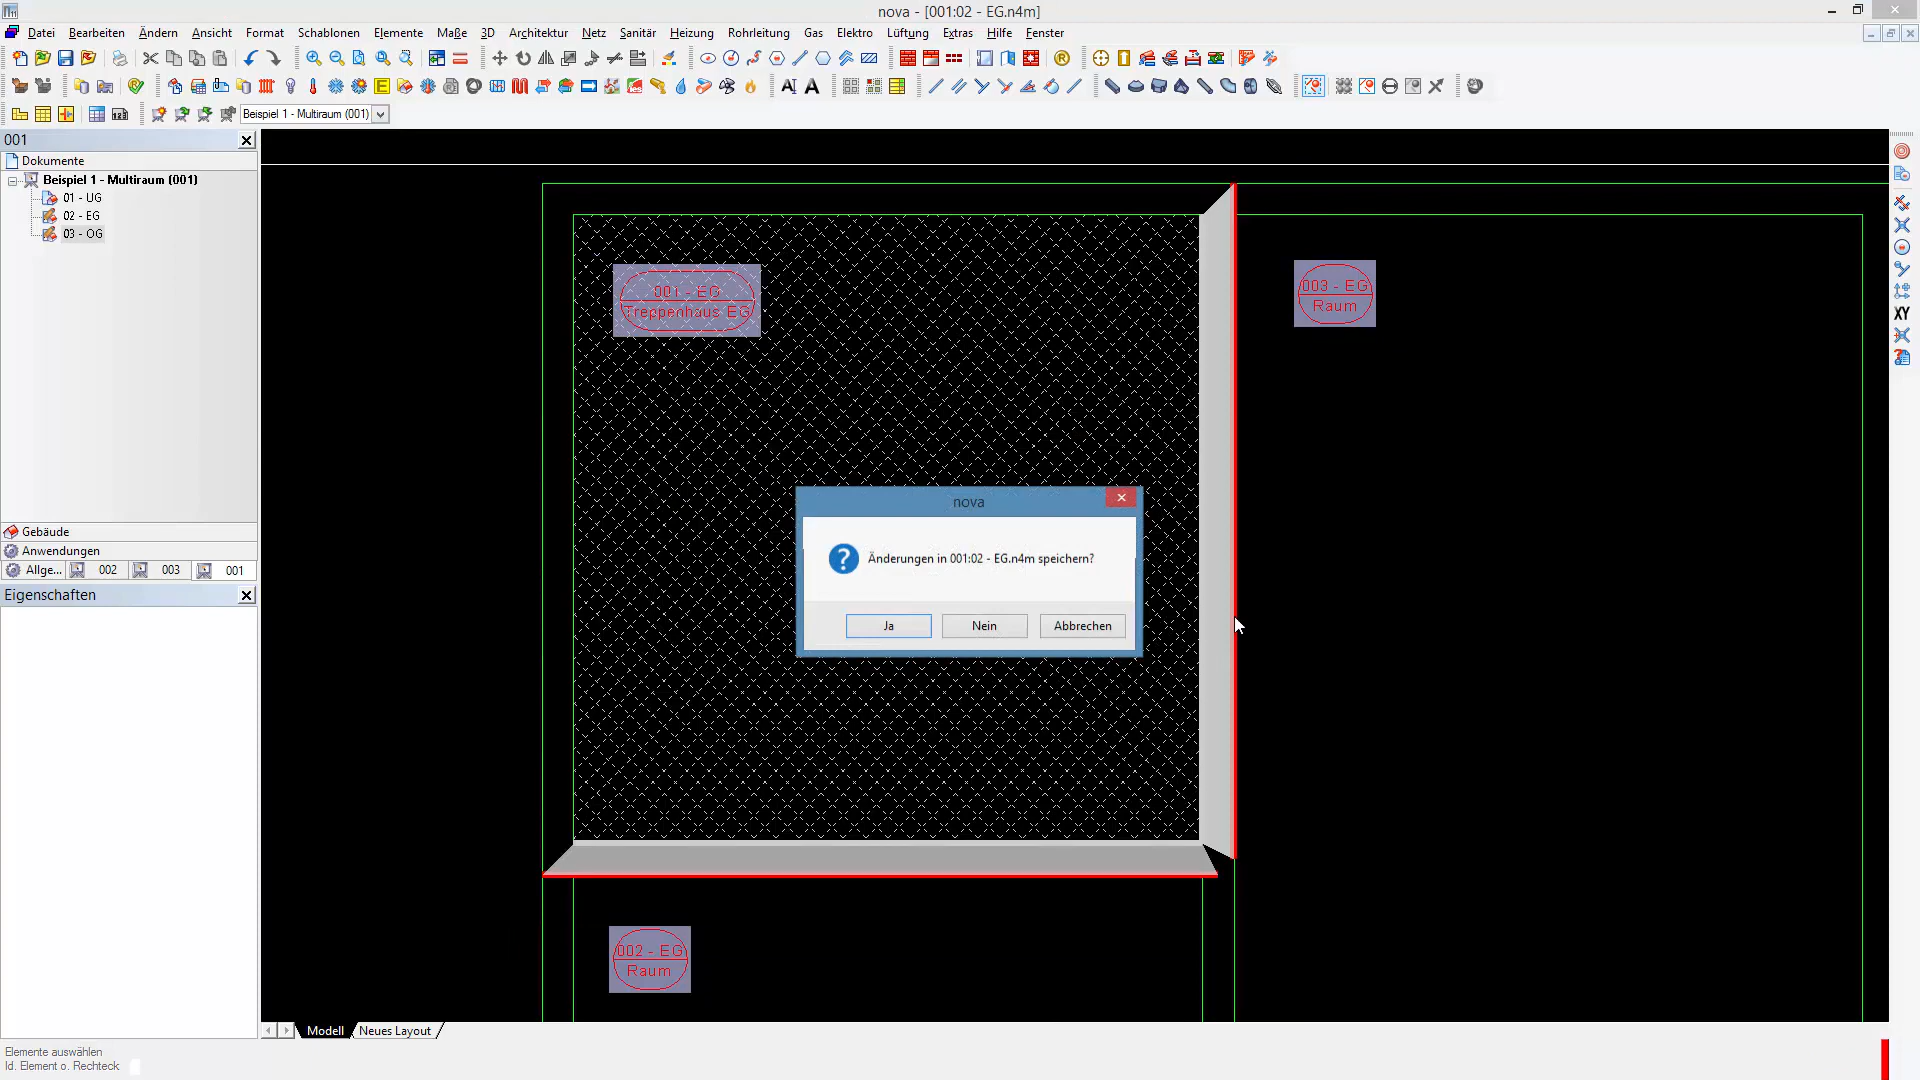 nova - [001:02 - EG.n4m]
Datei Bearbeiten Ändern Ansicht Format Schablonen Elemente Maße 3D Architektur Netz Sanitär Heizung Rohrleitung Gas Elektro Lüftung Extras Hilfe Fenster
Beispiel 1 - Multiraum (001)
001
Dokumente
Beispiel 1 - Multiraum (001)
01 - UG
02 - EG
03 - OG
Gebäude
Anwendungen
Allge... 002 003 001
Eigenschaften
001 - EG
Treppenhaus EG
003 - EG
Raum
nova
Änderungen in 001:02 - EG.n4m speichern?
Ja Nein Abbrechen
002 - EG
Raum
XY
Modell Neues Layout
Elemente auswählen
Id. Element o. Rechteck